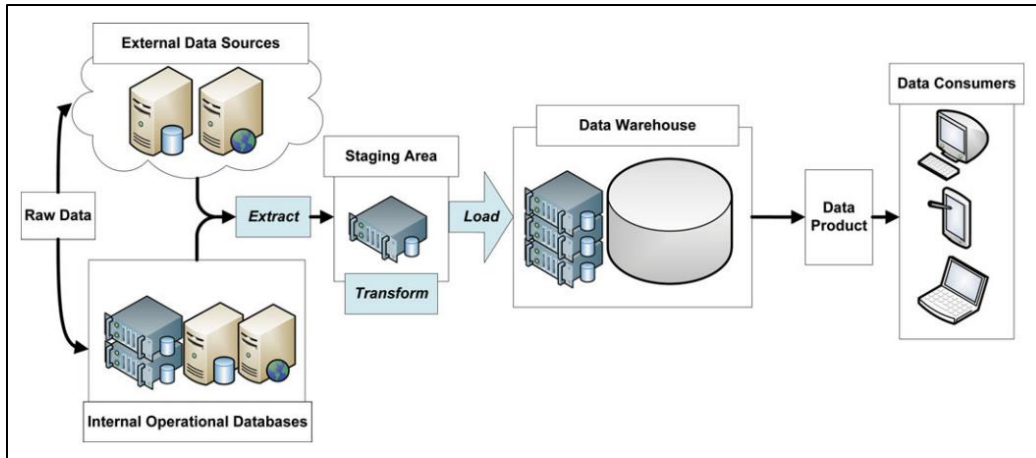 External Data Sources
Raw Data
Internal Operational Databases
Extract
Staging Area
Transform
Load
Data Warehouse
Data
Product
Data Consumers